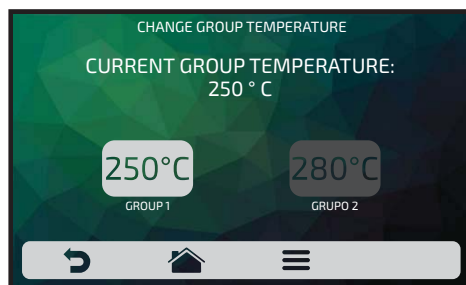 CHANGE GROUP TEMPERATURE
CURRENT GROUP TEMPERATURE:
250 ° C
250°C
280°C
GROUP 1
GRUPO 2